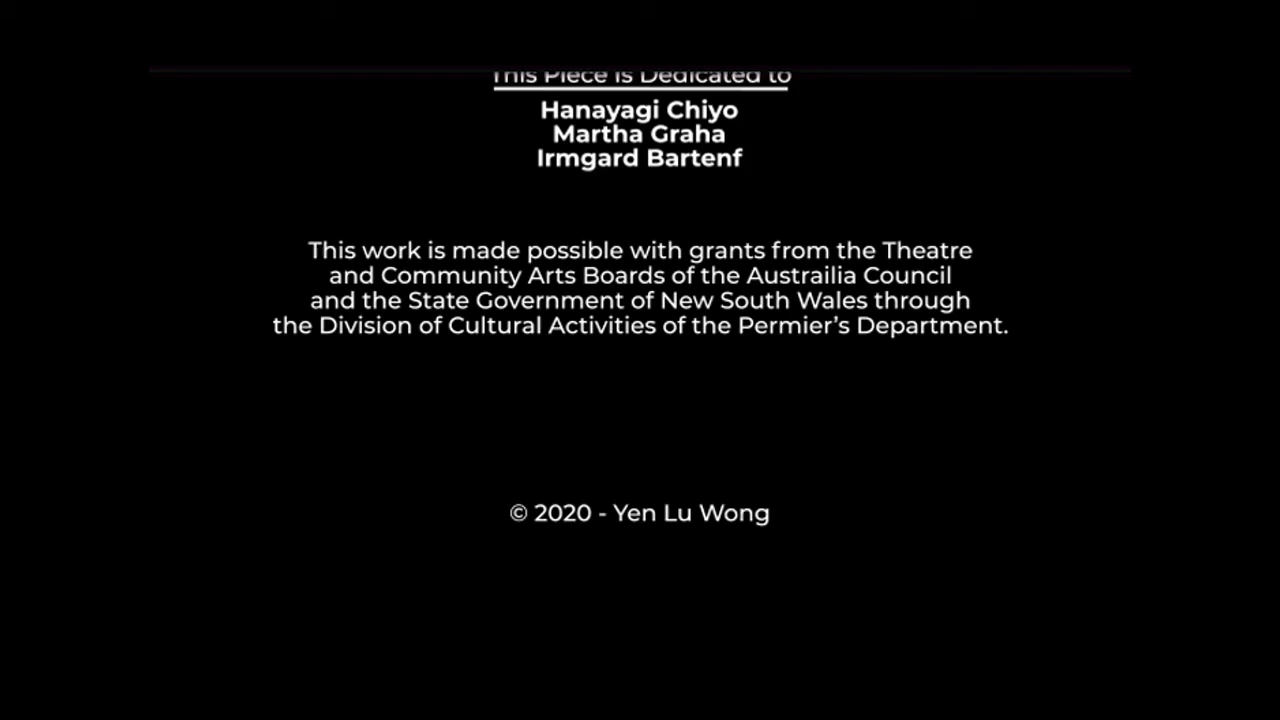 This Piece is Dedicated to
Hanayagi Chiyo
Martha Graha
Irmgard Bartenf
This work is made possible with grants from the Theatre
and Community Arts Boards of the Austrailia Council
and the State Government of New South Wales through
the Division of Cultural Activities of the Permier’s Department.
© 2020 - Yen Lu Wong